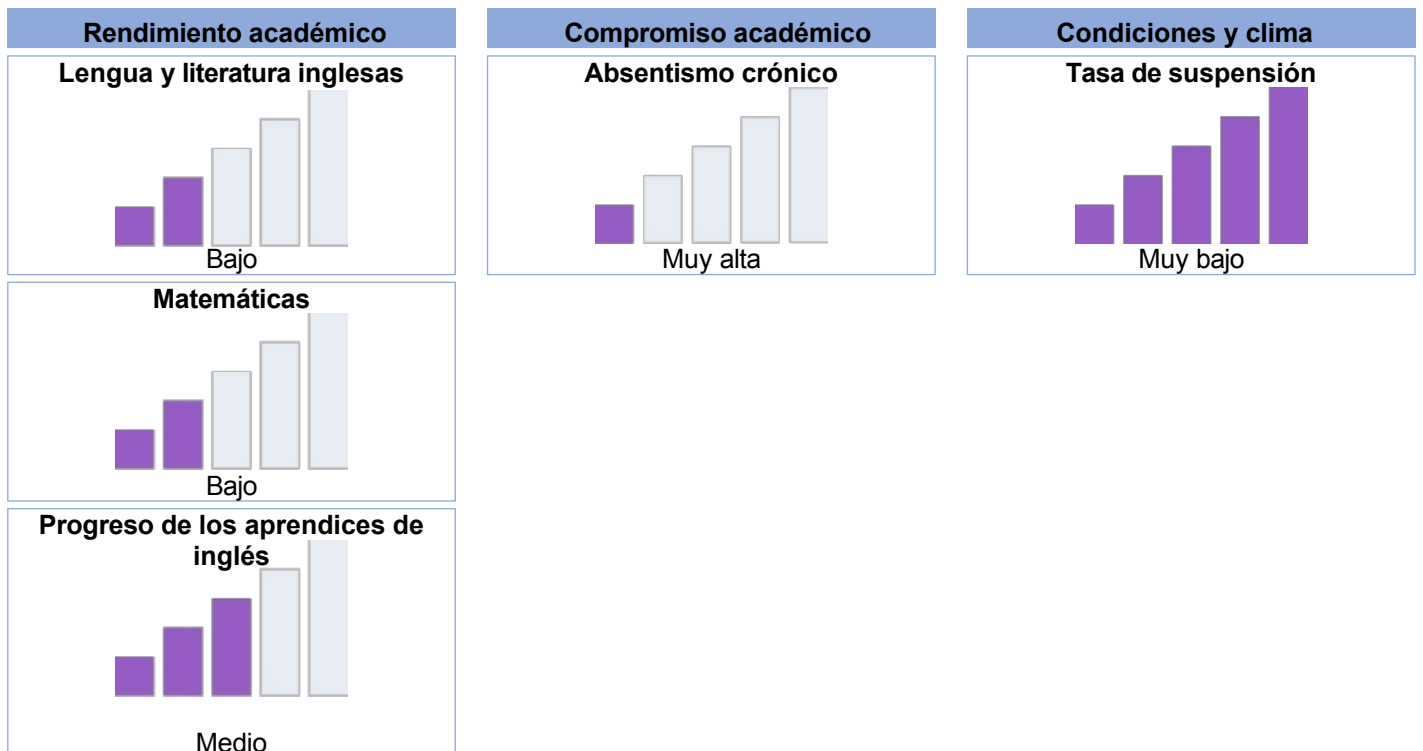 Rendimiento académico
Compromiso académico
Condiciones y clima
Lengua y literatura inglesas
Bajo
Absentismo crónico
Muy alta
Tasa de suspensión
Muy bajo
Matemáticas
Bajo
Progreso de los aprendices de
inglés
Medio